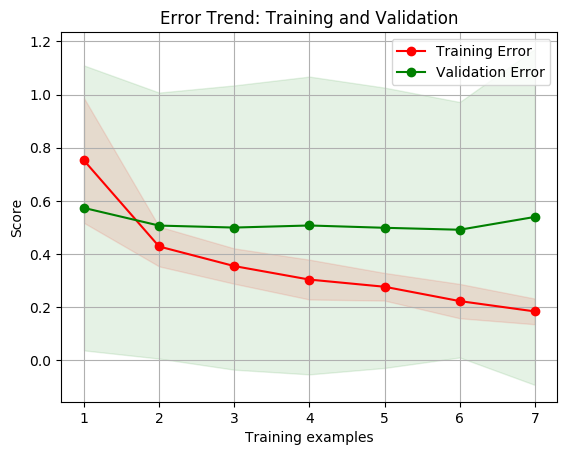 Error Trend: Training and Validation
Training Error
Validation Error
1.2
1.0
0.8
0.6
0.4
0.2
0.0
Score
1 2 3 4 5 6 7
Training examples